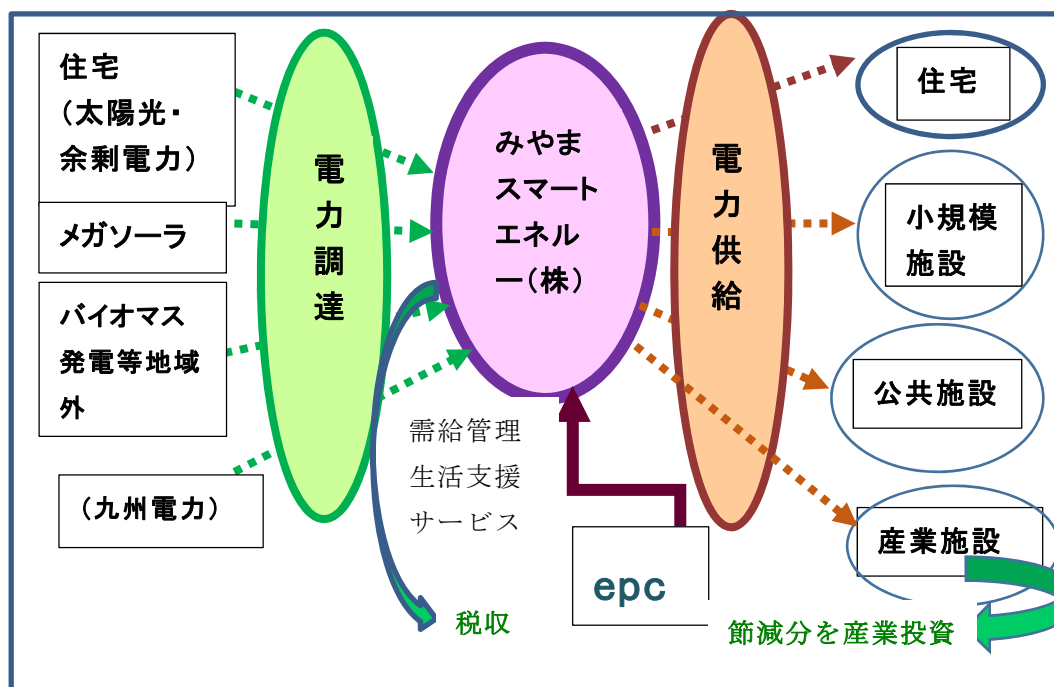 住宅
(太陽光・
余剰電力)
メガソーラ
バイオマス
発電等地域
外
(九州電力)
電力調達
みやま
スマート
エネル
ー(株)
需給管理
生活支援
サービス
税収
epc
電力供給
住宅
小規模
施設
公共施設
産業施設
節減分を産業投資